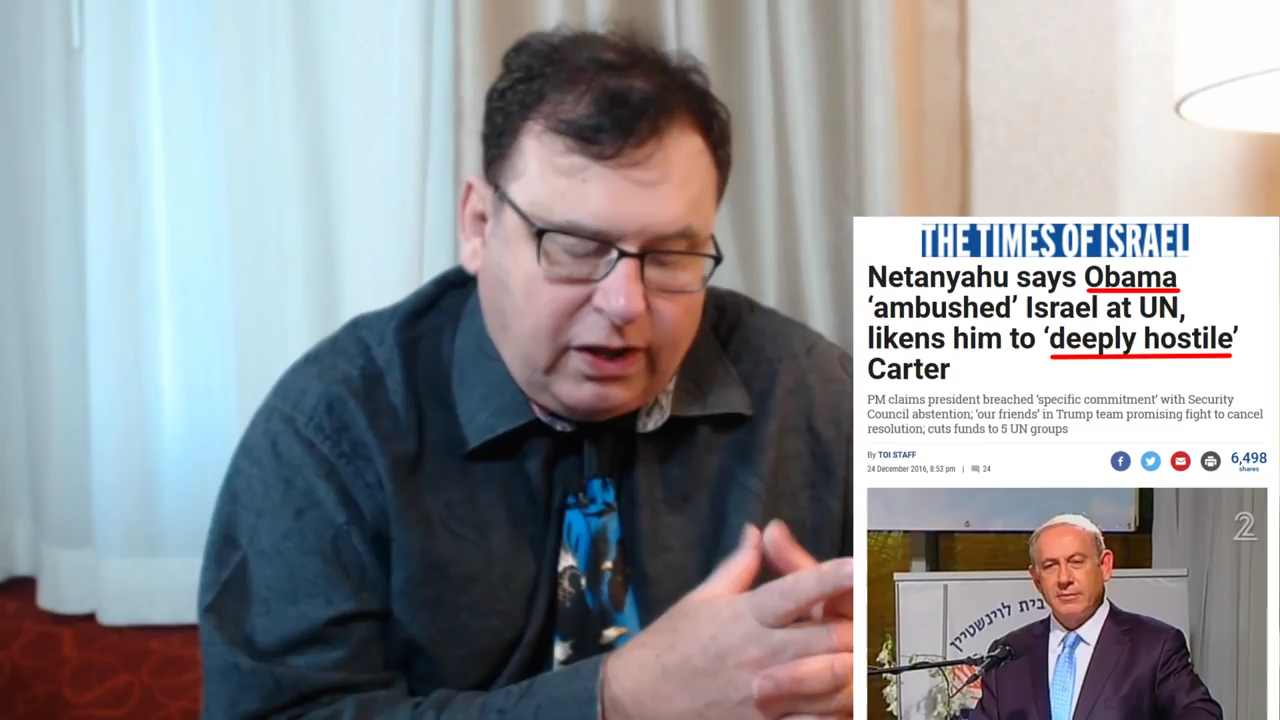 THE TIMES OF ISRAEL
Netanyahu says Obama
‘ambushed’ Israel at UN,
likens him to ‘deeply hostile’
Carter
PM claims president breached ‘specific commitment’ with Security
Council abstention; ‘our friends’ in Trump team promising fight to cancel
resolution; cuts funds to 5 UN groups
By TOI STAFF
24 December 2016, 8:53 pm | 24
6,498
shares
2
בית לוינשטיין